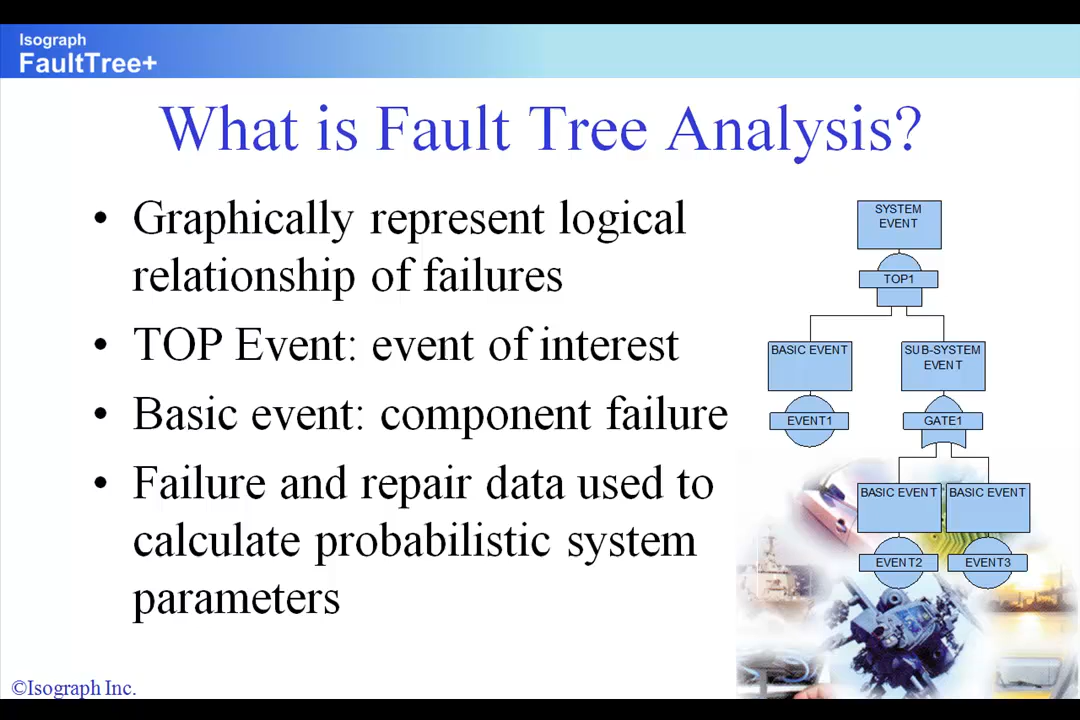 Isograph
FaultTree+
What is Fault Tree Analysis?
• Graphically represent logical
relationship of failures
• TOP Event: event of interest
• Basic event: component failure
• Failure and repair data used to
calculate probabilistic system
parameters
SYSTEM
EVENT
TOP1
BASIC EVENT
SUB-SYSTEM
EVENT
EVENT1
GATE1
BASIC EVENT
BASIC EVENT
EVENT2
EVENT3
©Isograph Inc.